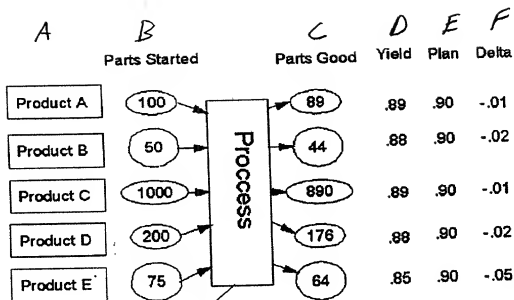 A B C D E F
Parts Started Parts Good Yield Plan Delta
Product A 100 89 .89 .90 -.01
Product B 50 44 .88 .90 -.02
Product C 1000 890 .89 .90 -.01
Product D 200 176 .88 .90 -.02
Product E 75 64 .85 .90 -.05
Proccess